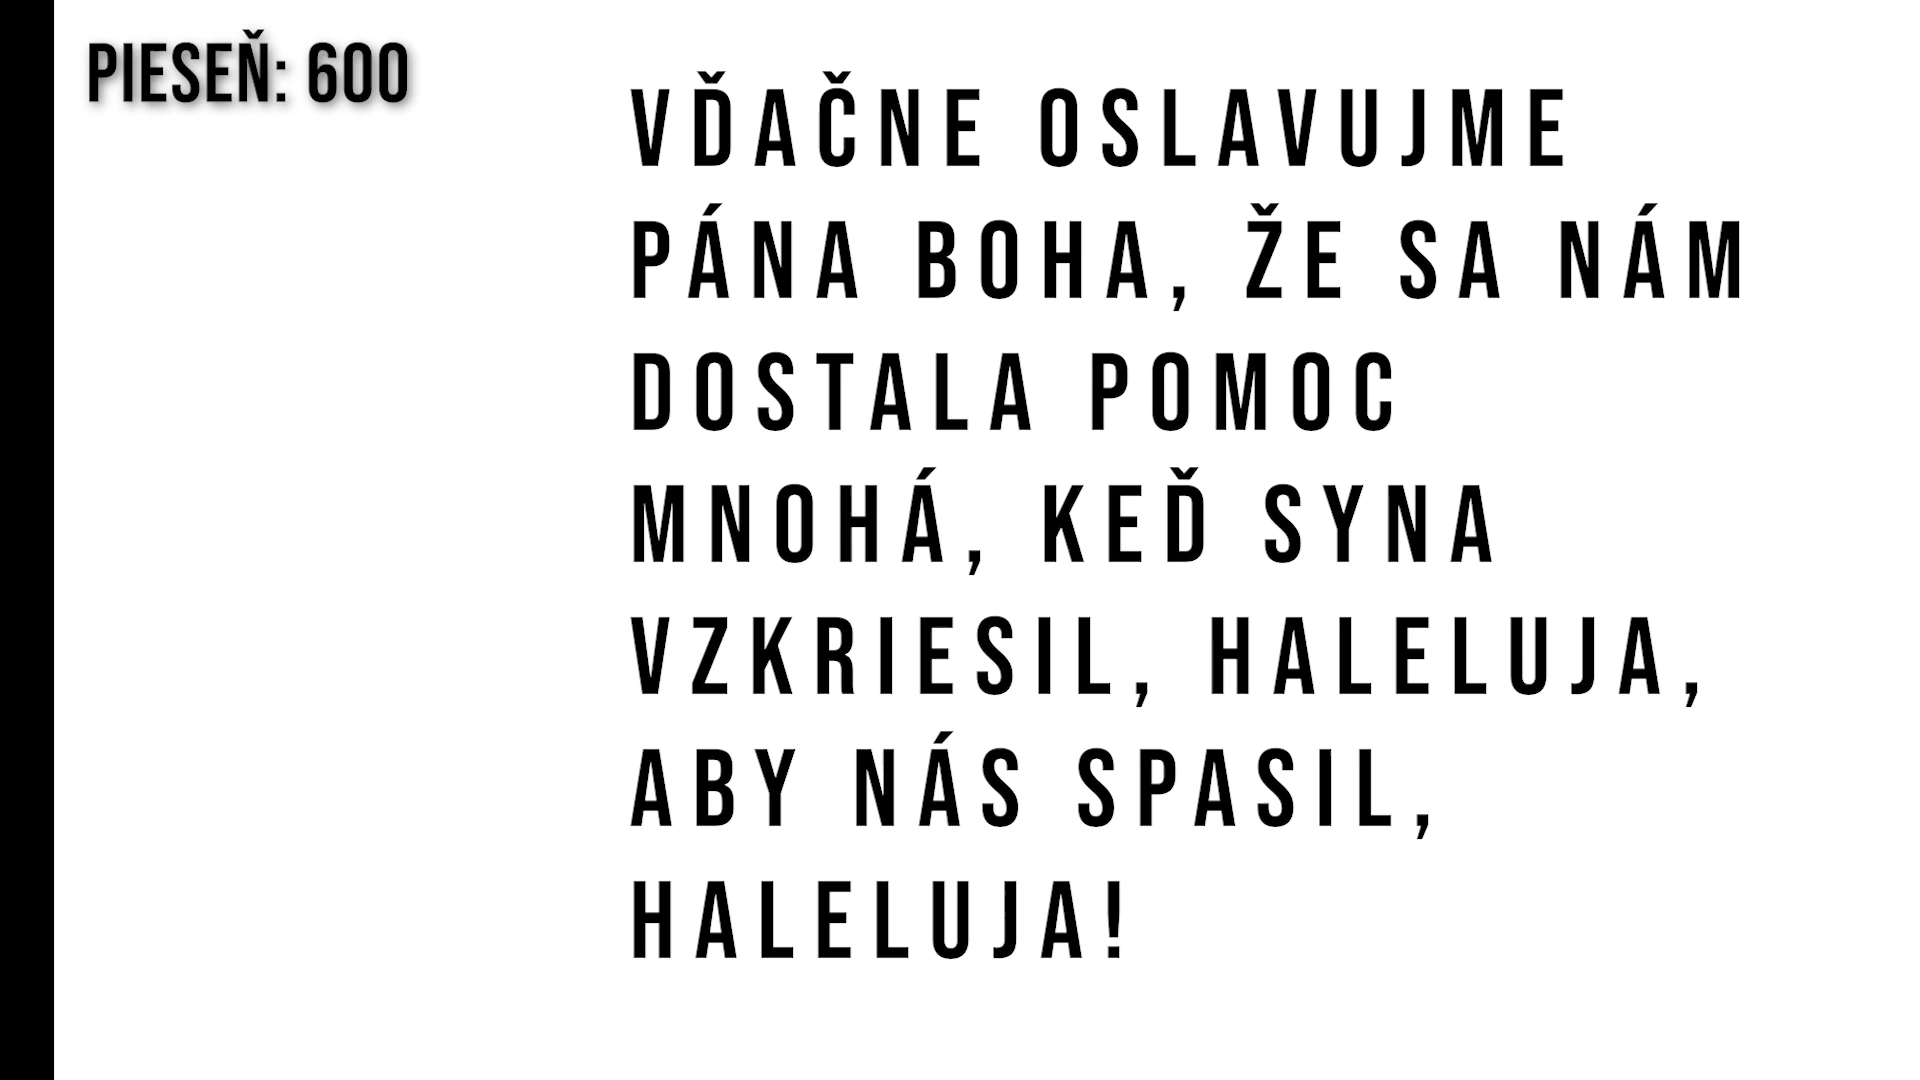 PIESEŇ: 600
VĎAČNE OSLAVUJME
PÁNA BOHA, ŽE SA NÁM
DOSTALA POMOC
MNOHÁ, KEĎ SYNA
VZKRIESIL, HALELUJA,
ABY NÁS SPASIL,
HALELUJA!